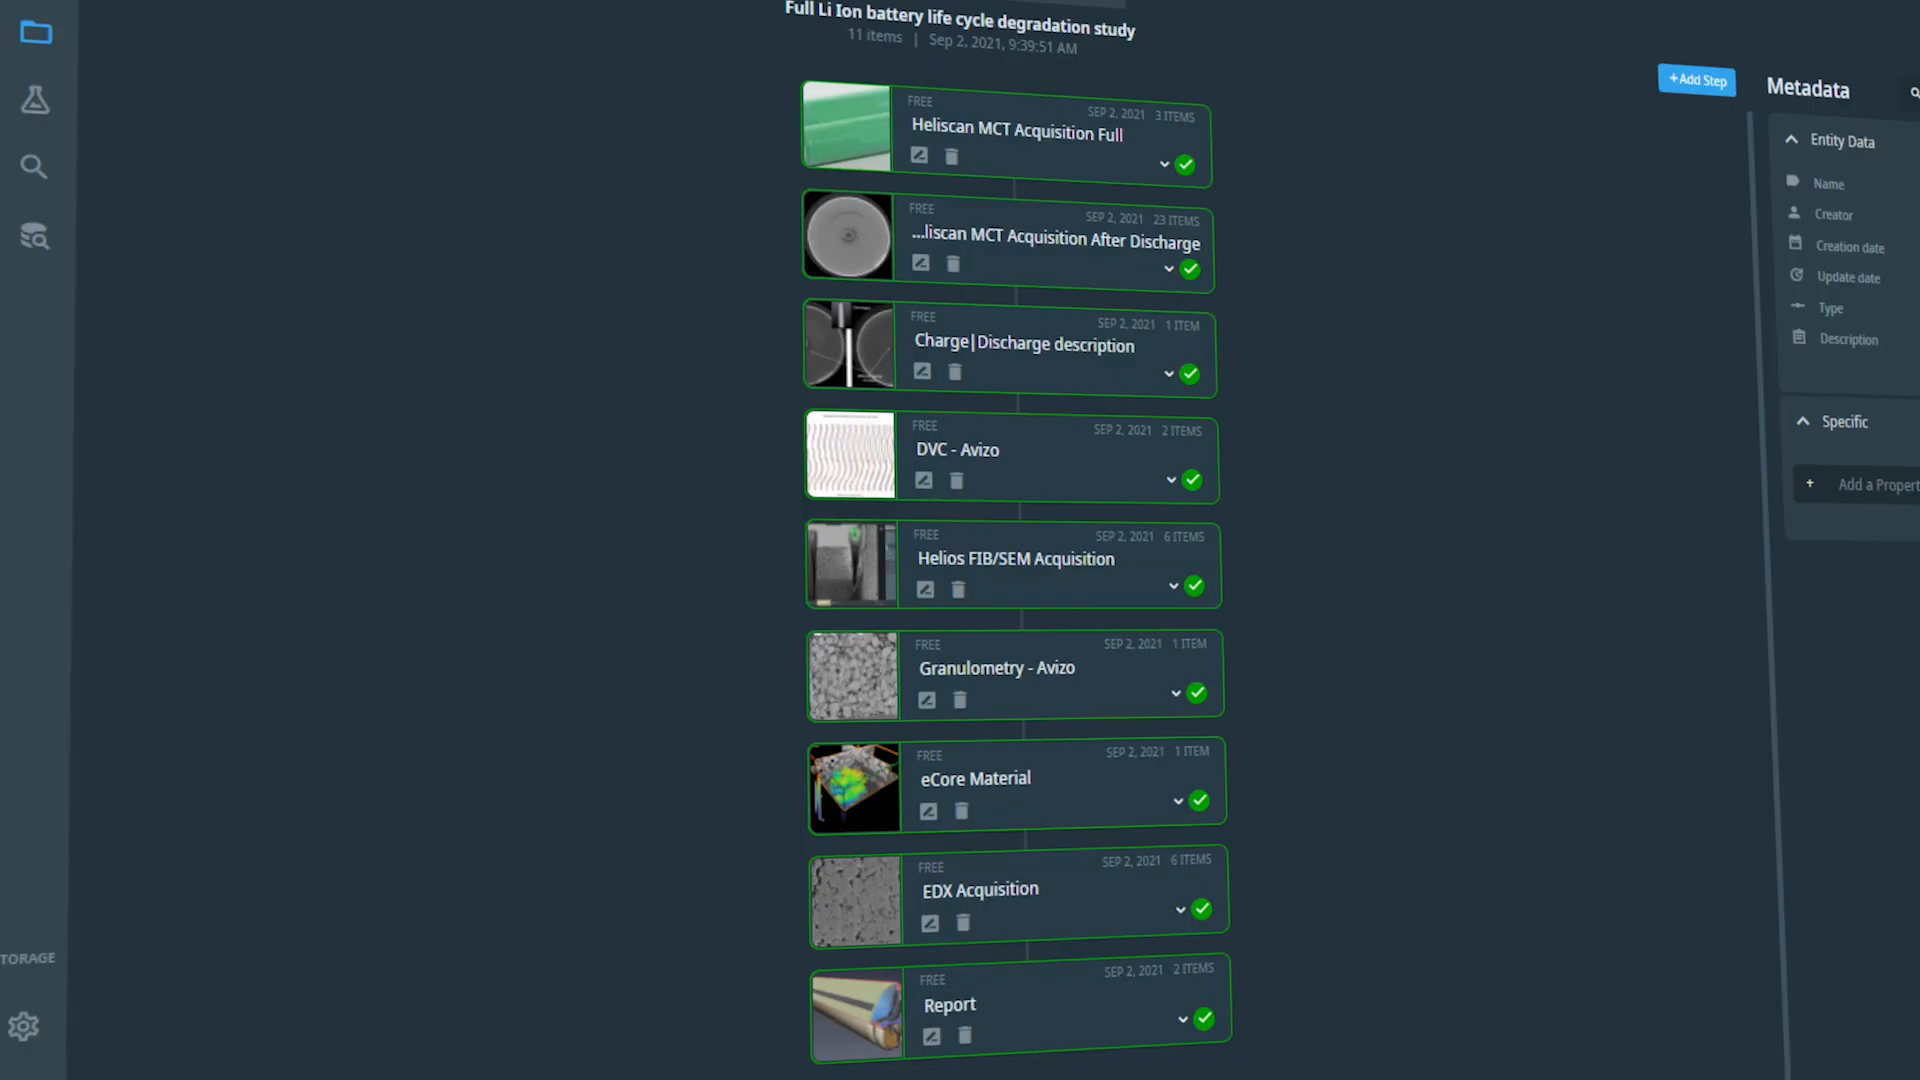 Full Li Ion battery life cycle degradation study
11 items | Sep 2, 2021, 9:39:51 AM
+Add Step
Metadata
FREE
SEP 2, 2021 3 ITEMS
Heliscan MCT Acquisition Full
FREE
SEP 2, 2021 23 ITEMS
...liscan MCT Acquisition After Discharge
FREE
SEP 2, 2021 1 ITEM
Charge|Discharge description
FREE
SEP 2, 2021 2 ITEMS
DVC - Avizo
FREE
SEP 2, 2021 6 ITEMS
Helios FIB/SEM Acquisition
FREE
SEP 2, 2021 1 ITEM
Granulometry - Avizo
FREE
SEP 2, 2021 1 ITEM
eCore Material
FREE
SEP 2, 2021 6 ITEMS
EDX Acquisition
FREE
SEP 2, 2021 2 ITEMS
Report
Entity Data
Name
Creator
Creation date
Update date
Type
Description
Specific
+ Add a Propert
TORAGE